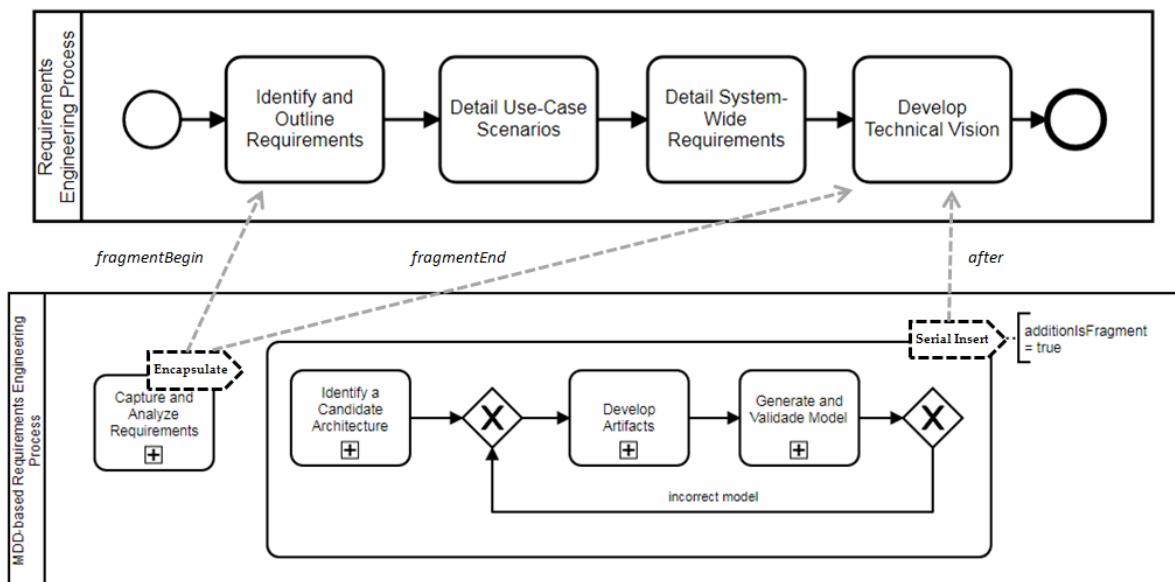 Requirements
Engineering Process
Identify and
Outline
Requirements
Detail Use-Case
Scenarios
Detail System-
Wide
Requirements
Develop
Technical Vision
fragmentBegin
fragmentEnd
after
MDD-based Requirements Engineering
Process
Encapsulate
Capture and
Analyze
Requirements
Identify a
Candidate
Architecture
X
Develop
Artifacts
Generate and
Validade Model
X
incorrect model
Serial Insert
additionIsFragment
= true